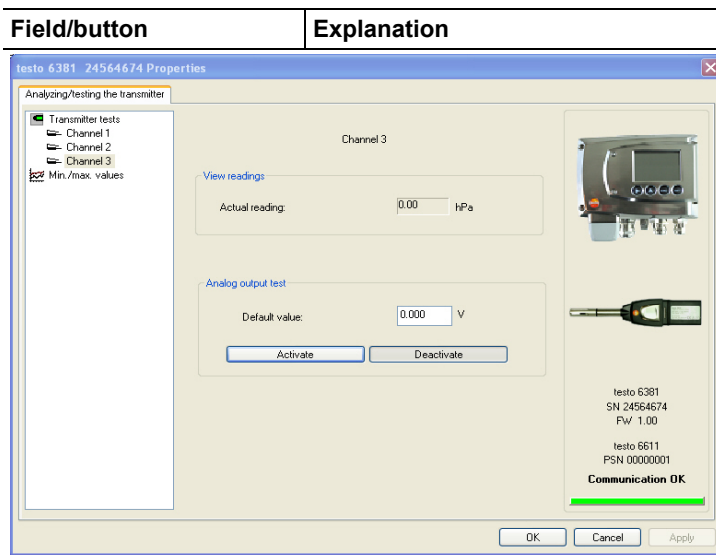 Field/button Explanation
testo 6381 24564674 Properties
Analyzing/testing the transmitter
Transmitter tests
Channel 1
Channel 2
Channel 3
Min./max. values
Channel 3
View readings
Actual reading: 0.00 hPa
Analog output test
Default value: 0.000 V
Activate Deactivate
testo 6381
SN 24564674
FW 1.00
testo 6611
PSN 00000001
Communication OK
OK Cancel Apply